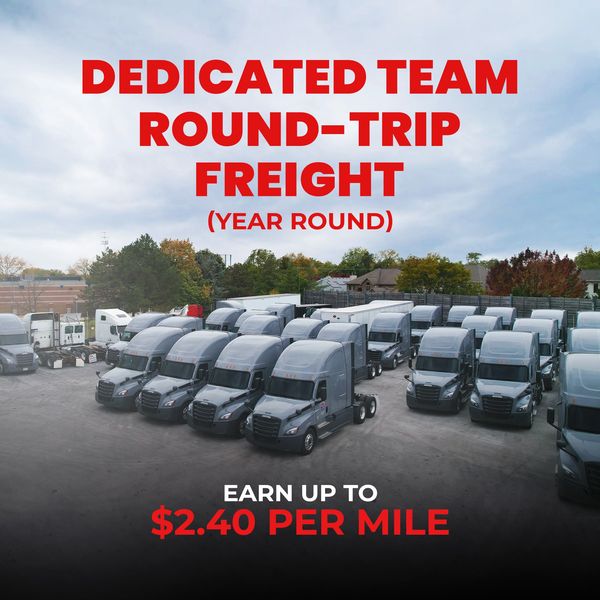 DEDICATED TEAM
ROUND-TRIP
FREIGHT
(YEAR ROUND)
EARN UP TO
$2.40 PER MILE